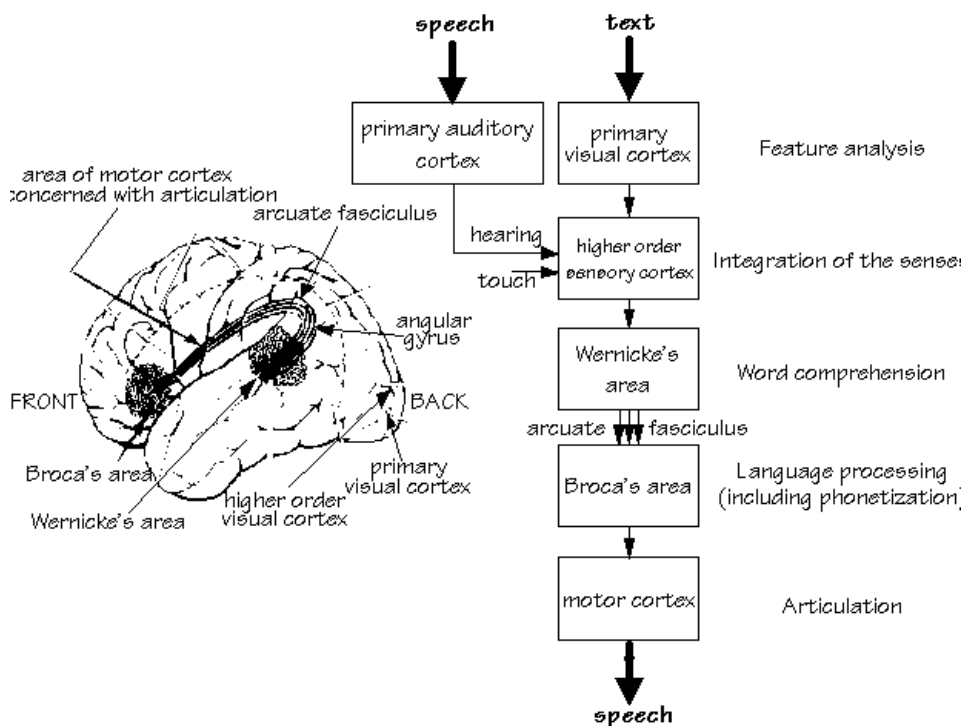 speech
text
primary auditory
cortex
primary
visual cortex
Feature analysis
area of motor cortex
concerned with articulation
arcuate fasciculus
hearing
touch
higher order
sensory cortex
Integration of the senses
angular
gyrus
Wernicke's
area
Word comprehension
FRONT
BACK
arcuate fasciculus
Broca's area
Wernicke's area
higher order
visual cortex
primary
visual cortex
Broca's area
Language processing
(including phonetization)
motor cortex
Articulation
speech